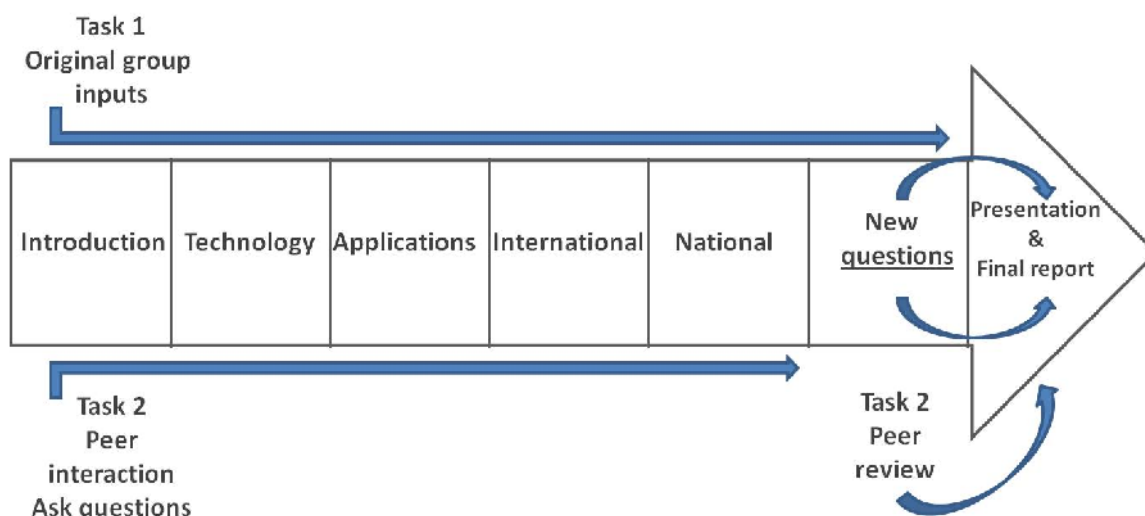 Task 1
Original group
inputs
Introduction
Technology
Applications
International
National
New
questions
Presentation
&
Final report
Task 2
Peer
interaction
Ask questions
Task 2
Peer
review